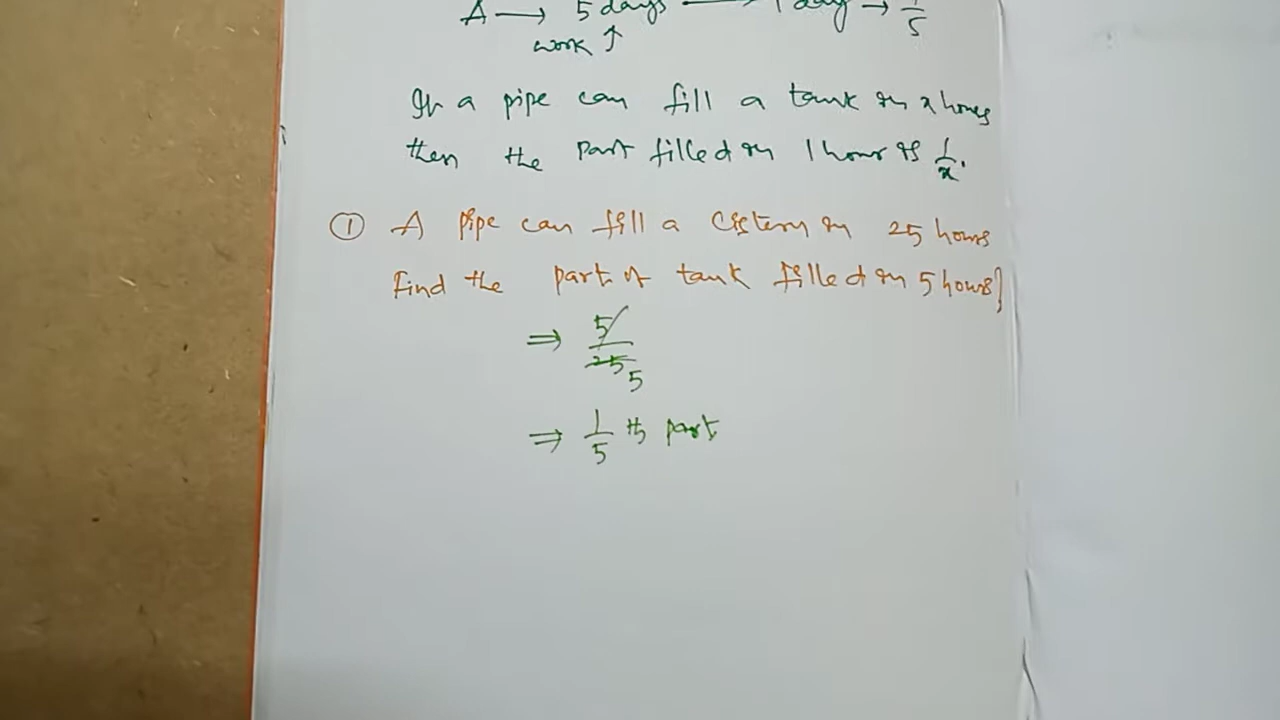 A → 5 days → 1 day → 1/5
work ↑
If a pipe can fill a tank in x hours
then the part filled in 1 hour is 1/x.
① A pipe can fill a cistern in 25 hours
Find the part of tank filled in 5 hours?
⇒ 5/25 5
⇒ 1/5 th part